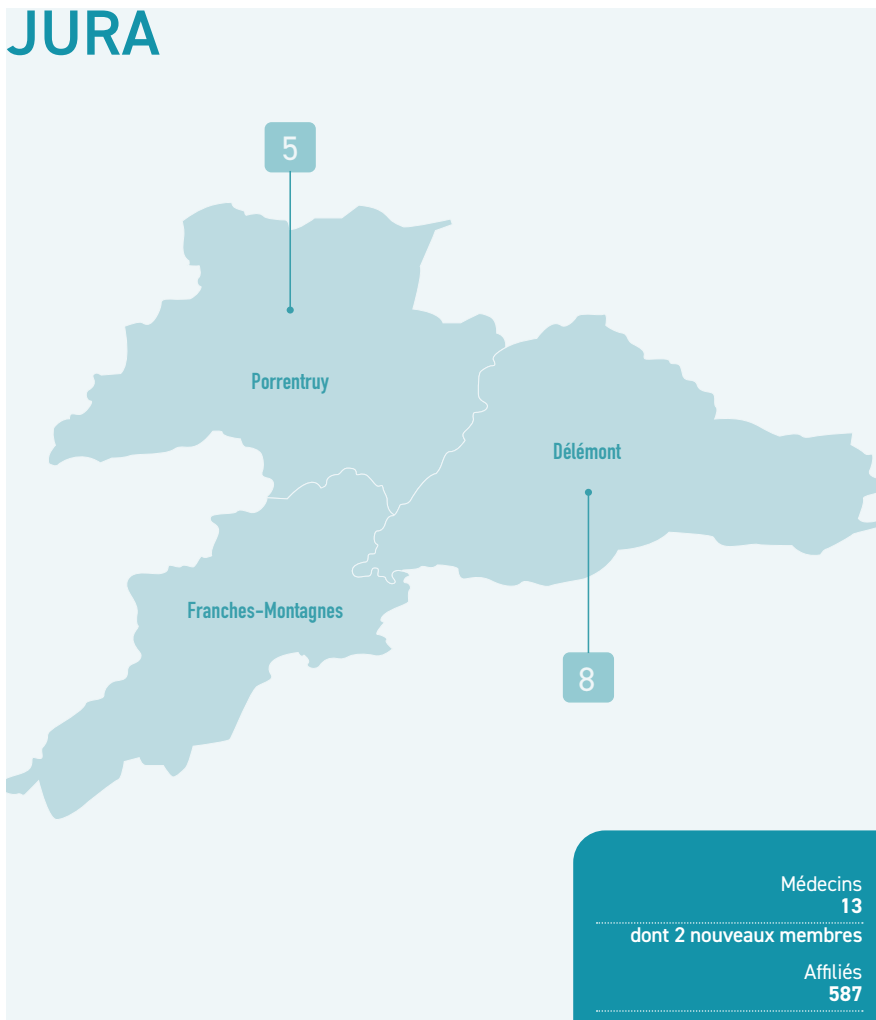 JURA
5
Porrentruy
Délémont
Franches-Montagnes
8
Médecins
13
dont 2 nouveaux membres
Affiliés
587